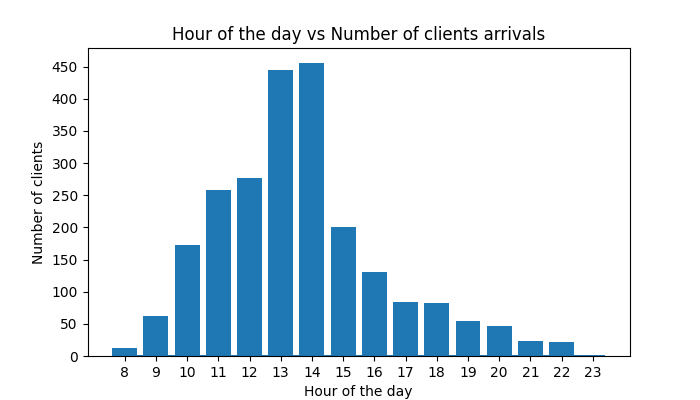 Hour of the day vs Number of clients arrivals
Number of clients
450
400
350
300
250
200
150
100
50
0
8 9 10 11 12 13 14 15 16 17 18 19 20 21 22 23
Hour of the day